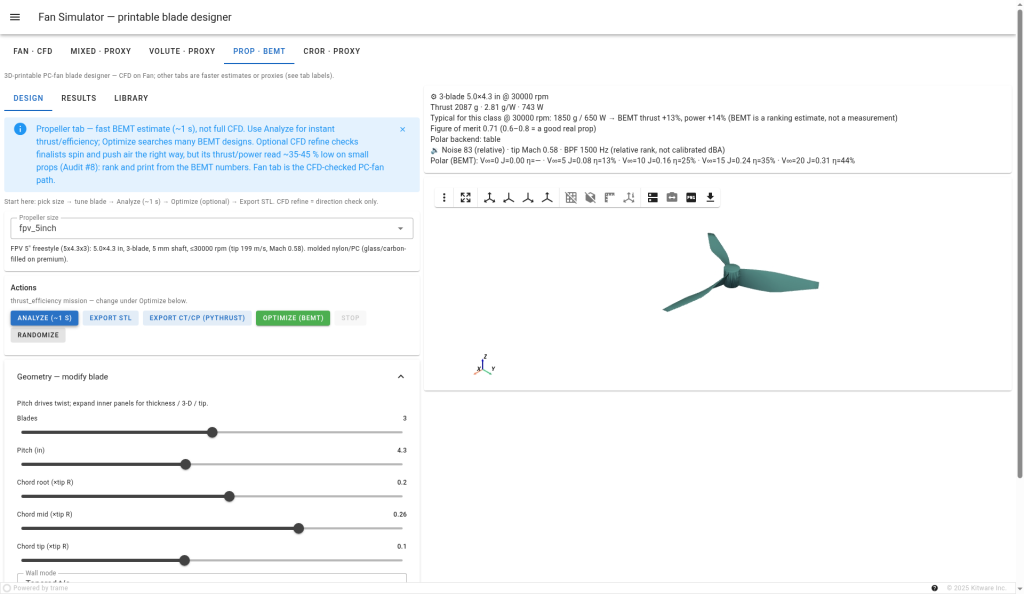 Fan Simulator — printable blade designer
FAN · CFD
MIXED · PROXY
VOLUTE · PROXY
PROP · BEMT
CROR · PROXY
3D-printable PC-fan blade designer — CFD on Fan; other tabs are faster estimates or proxies (see tab labels).
DESIGN
RESULTS
LIBRARY
Propeller tab — fast BEMT estimate (~1 s), not full CFD. Use Analyze for instant
thrust/efficiency; Optimize searches many BEMT designs. Optional CFD refine checks
finalists spin and push air the right way, but its thrust/power read ~35-45 % low on small
props (Audit #8): rank and print from the BEMT numbers. Fan tab is the CFD-checked PC-fan
path.
Start here: pick size → tune blade → Analyze (~1 s) → Optimize (optional) → Export STL. CFD refine = direction check only.
Propeller size
fpv_5inch
FPV 5" freestyle (5x4.3x3): 5.0×4.3 in, 3-blade, 5 mm shaft, ≤30000 rpm (tip 199 m/s, Mach 0.58). molded nylon/PC (glass/carbon-
filled on premium).
Actions
thrust_efficiency mission — change under Optimize below.
ANALYZE (~1 S)
EXPORT STL
EXPORT CT/CP (PYTHRUST)
OPTIMIZE (BEMT)
STOP
RANDOMIZE
Geometry — modify blade
Pitch drives twist; expand inner panels for thickness / 3-D / tip.
Blades 3
Pitch (in) 4.3
Chord root (×tip R) 0.2
Chord mid (×tip R) 0.26
Chord tip (×tip R) 0.1
Wall mode
⚙ 3-blade 5.0×4.3 in @ 30000 rpm
Thrust 2087 g · 2.81 g/W · 743 W
Typical for this class @ 30000 rpm: 1850 g / 650 W → BEMT thrust +13%, power +14% (BEMT is a ranking estimate, not a measurement)
Figure of merit 0.71 (0.6–0.8 = a good real prop)
Polar backend: table
🔈 Noise 83 (relative) · tip Mach 0.58 · BPF 1500 Hz (relative rank, not calibrated dBA)
Polar (BEMT): V∞=0 J=0.00 η=— · V∞=5 J=0.08 η=13% · V∞=10 J=0.16 η=25% · V∞=15 J=0.24 η=35% · V∞=20 J=0.31 η=44%
PNG
Z
X
Y
Powered by trame
© 2025 Kitware Inc.